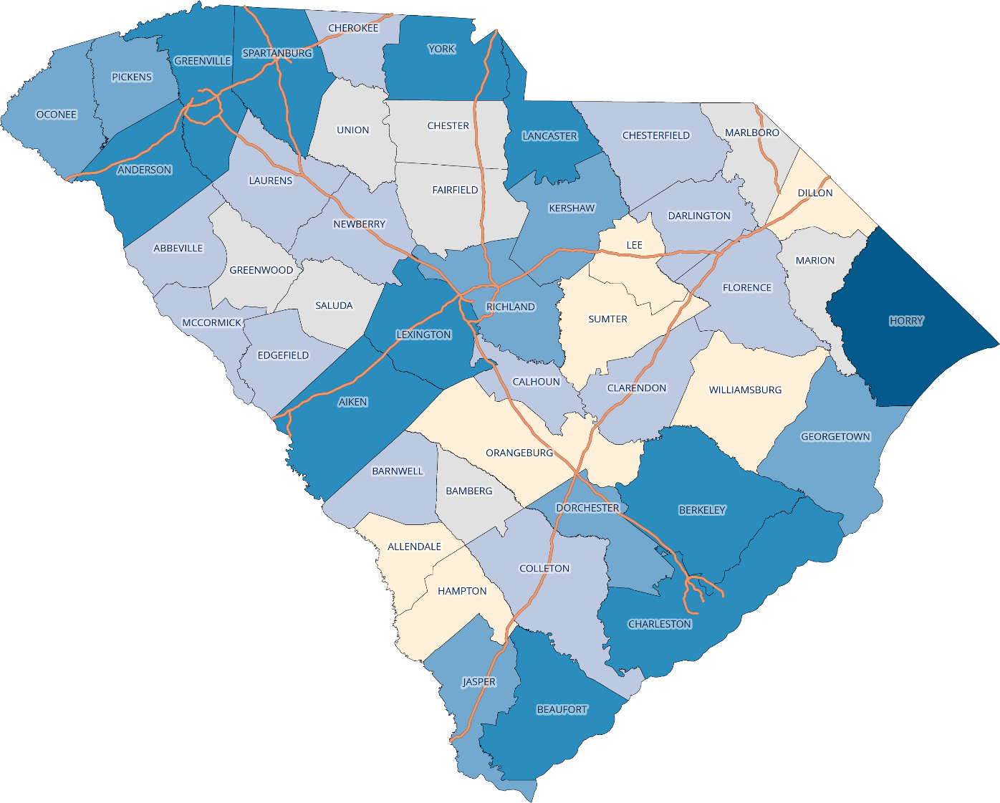 CHEROKEE
YORK
SPARTANBURG
GREENVILLE
PICKENS
OCONEE
UNION
CHESTER
LANCASTER
CHESTERFIELD
MARLBORO
ANDERSON
LAURENS
FAIRFIELD
KERSHAW
DARLINGTON
DILLON
NEWBERRY
ABBEVILLE
LEE
MARION
GREENWOOD
FLORENCE
SALUDA
RICHLAND
SUMTER
HORRY
MCCORMICK
LEXINGTON
EDGEFIELD
CALHOUN
CLARENDON
WILLIAMSBURG
AIKEN
GEORGETOWN
ORANGEBURG
BARNWELL
BAMBERG
DORCHESTER
BERKELEY
ALLENDALE
COLLETON
HAMPTON
CHARLESTON
JASPER
BEAUFORT